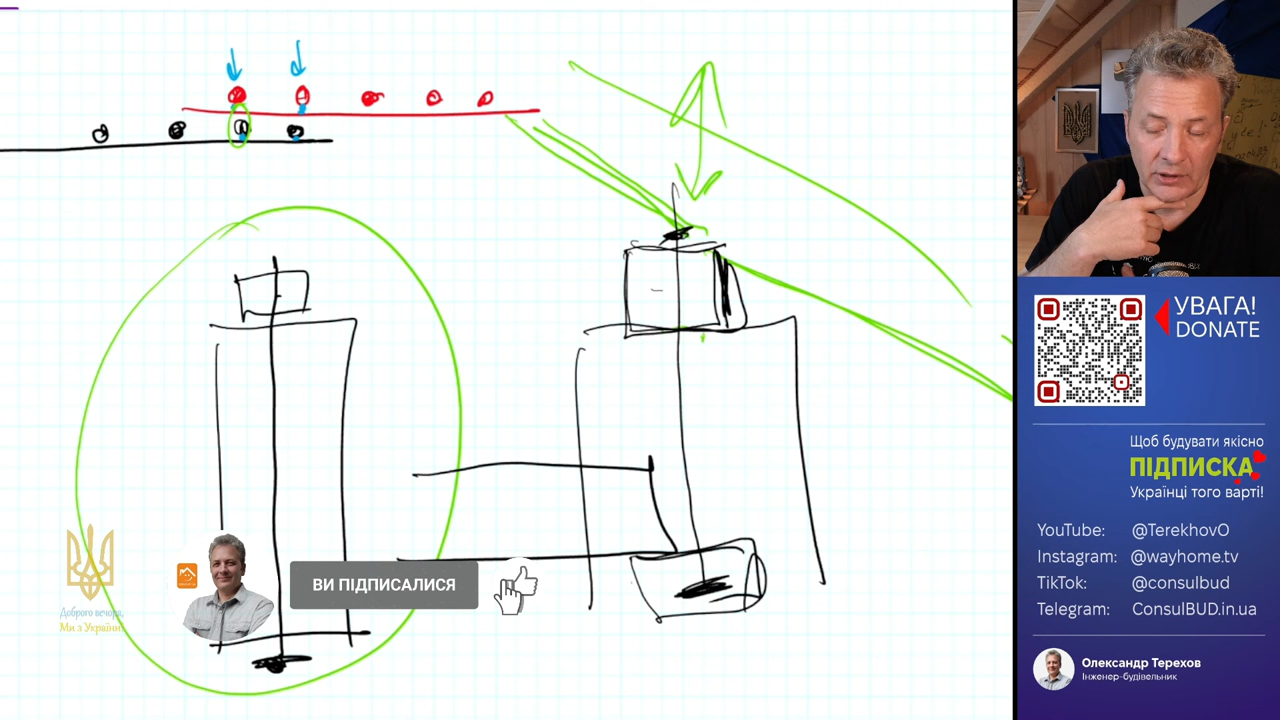 УВАГА!
DONATE
Щоб будувати якісно
ПІДПИСКА
Українці того варті!
YouTube: @TerekhovO
Instagram: @wayhome.tv
TikTok: @consulbud
Telegram: ConsulBUD.in.ua
Олександр Терехов
Інженер-будівельник
ВИ ПІДПИСАЛИСЯ
Доброго вечора,
Ми з України!